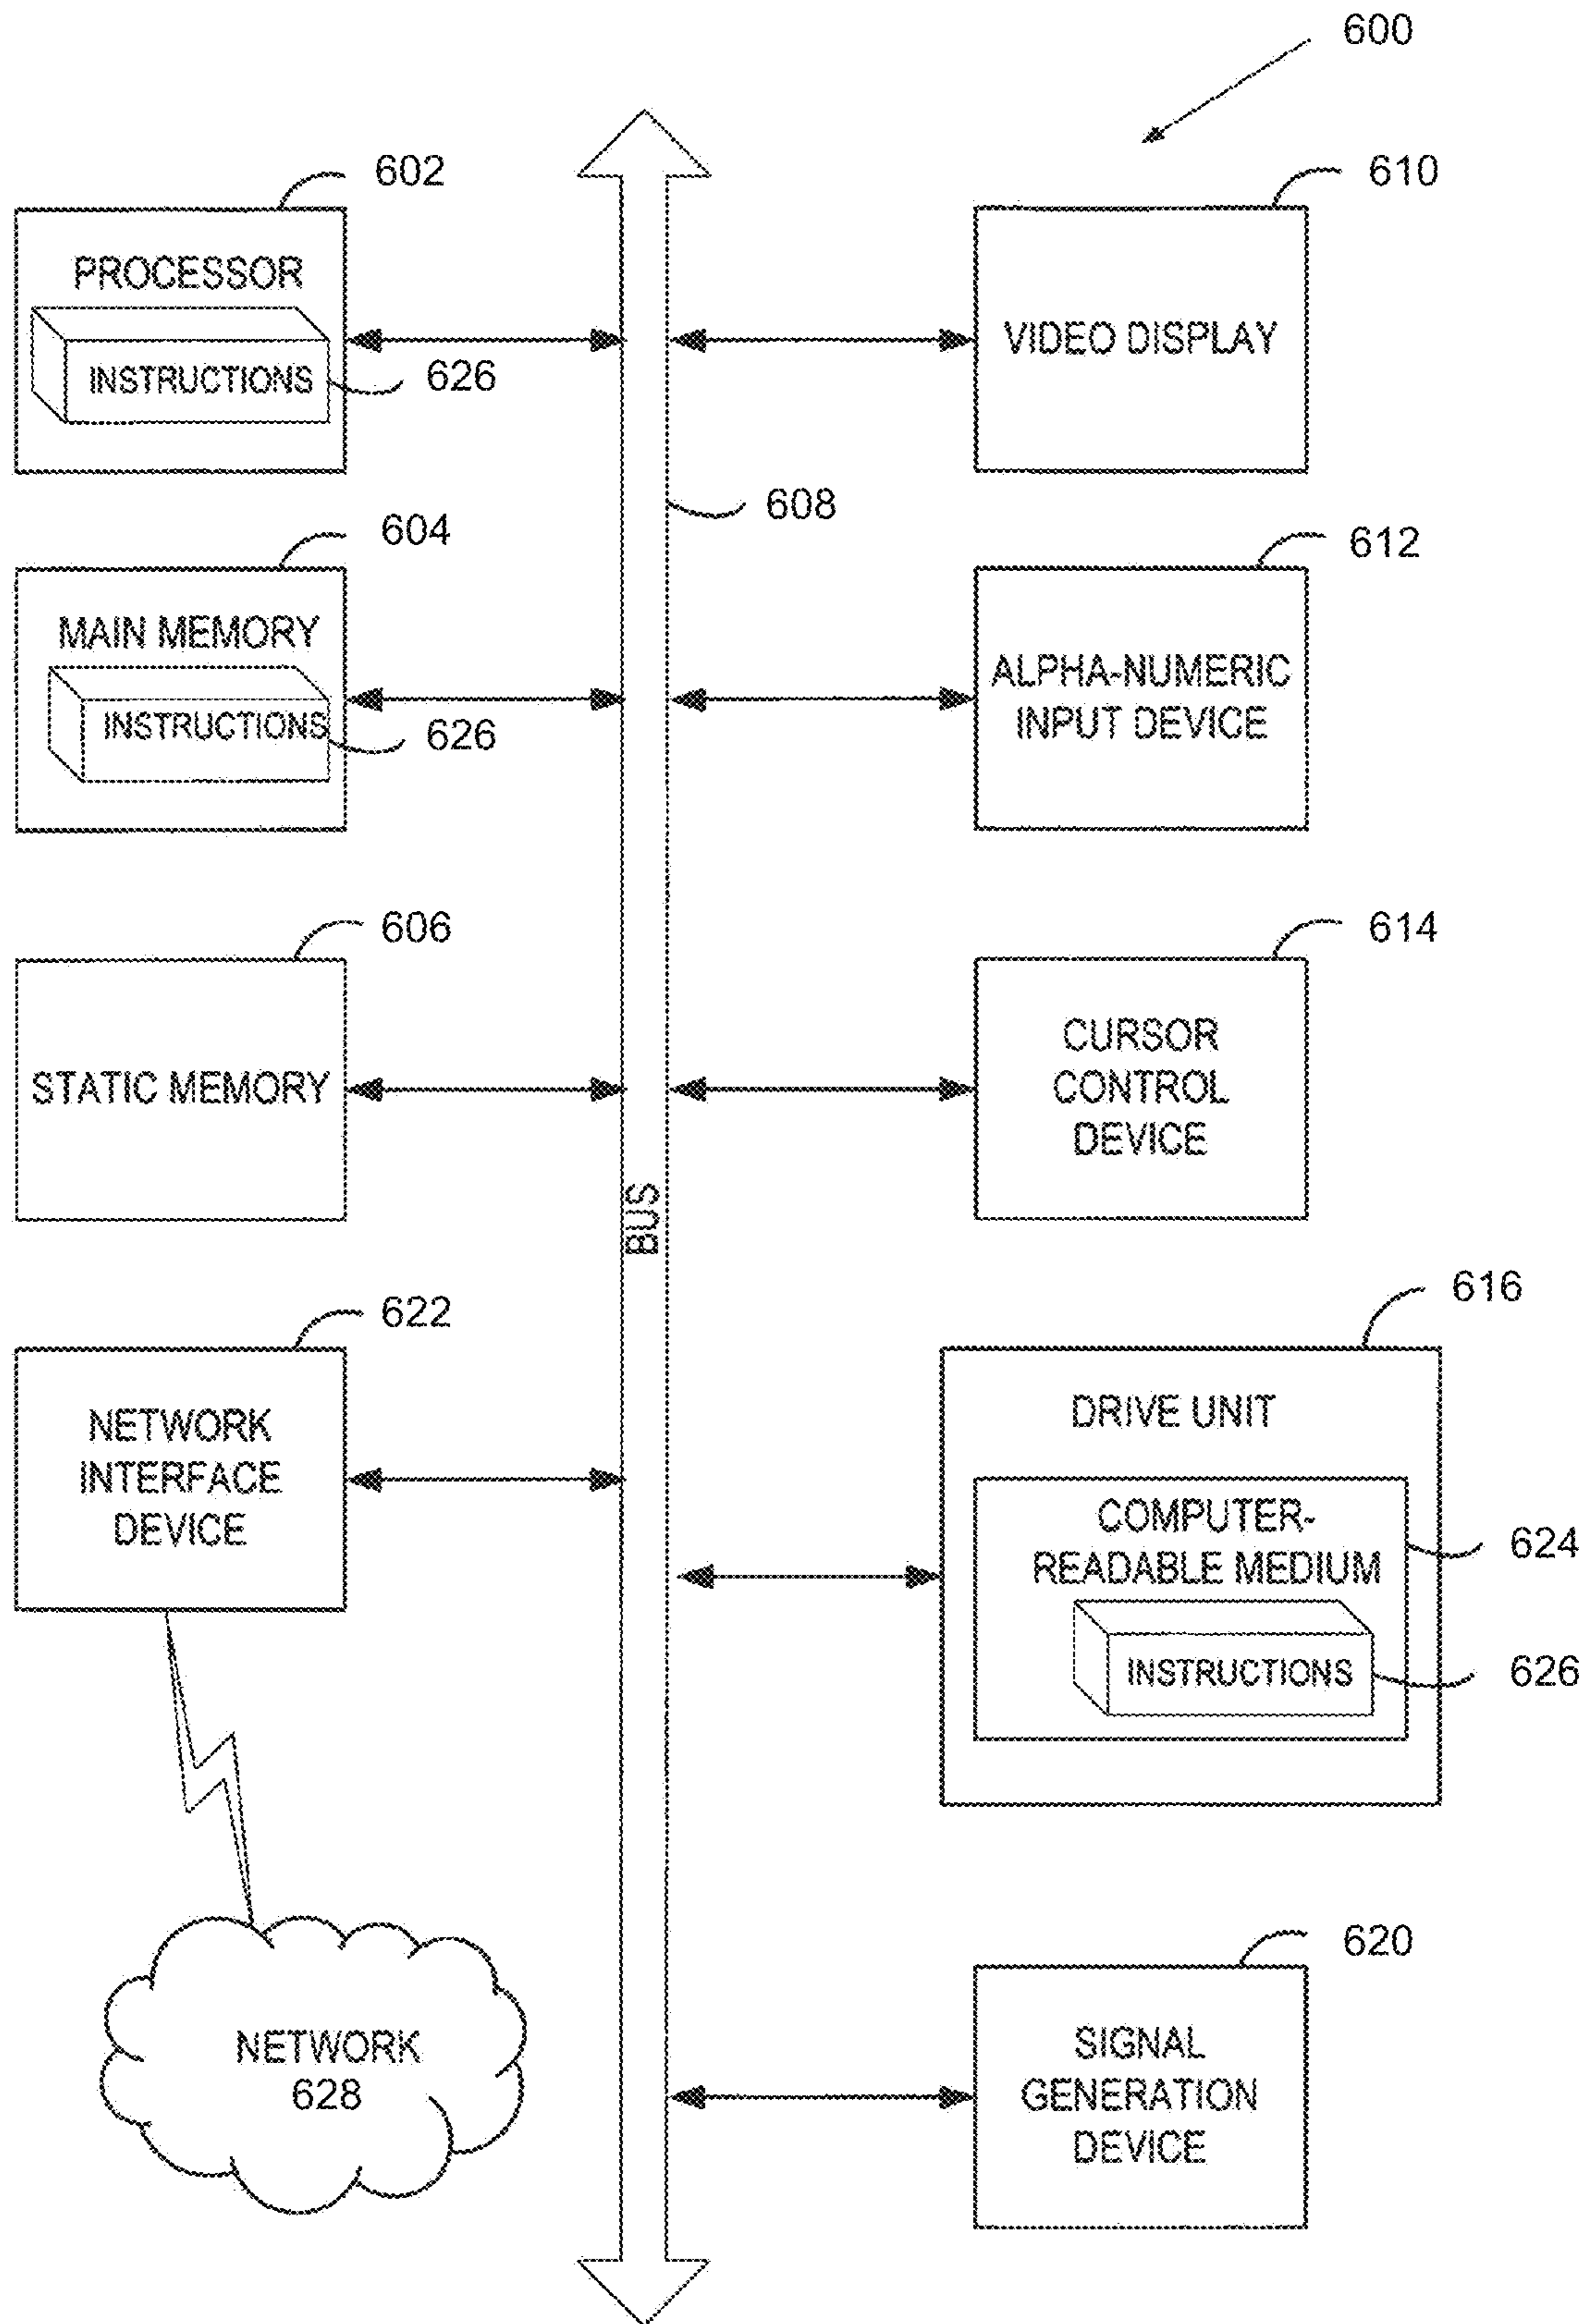 600
602
PROCESSOR
INSTRUCTIONS
626
610
VIDEO DISPLAY
608
604
MAIN MEMORY
INSTRUCTIONS
626
612
ALPHA-NUMERIC
INPUT DEVICE
606
STATIC MEMORY
614
CURSOR
CONTROL
DEVICE
BUS
622
NETWORK
INTERFACE
DEVICE
616
DRIVE UNIT
COMPUTER-
READABLE MEDIUM
624
INSTRUCTIONS
626
NETWORK
628
620
SIGNAL
GENERATION
DEVICE